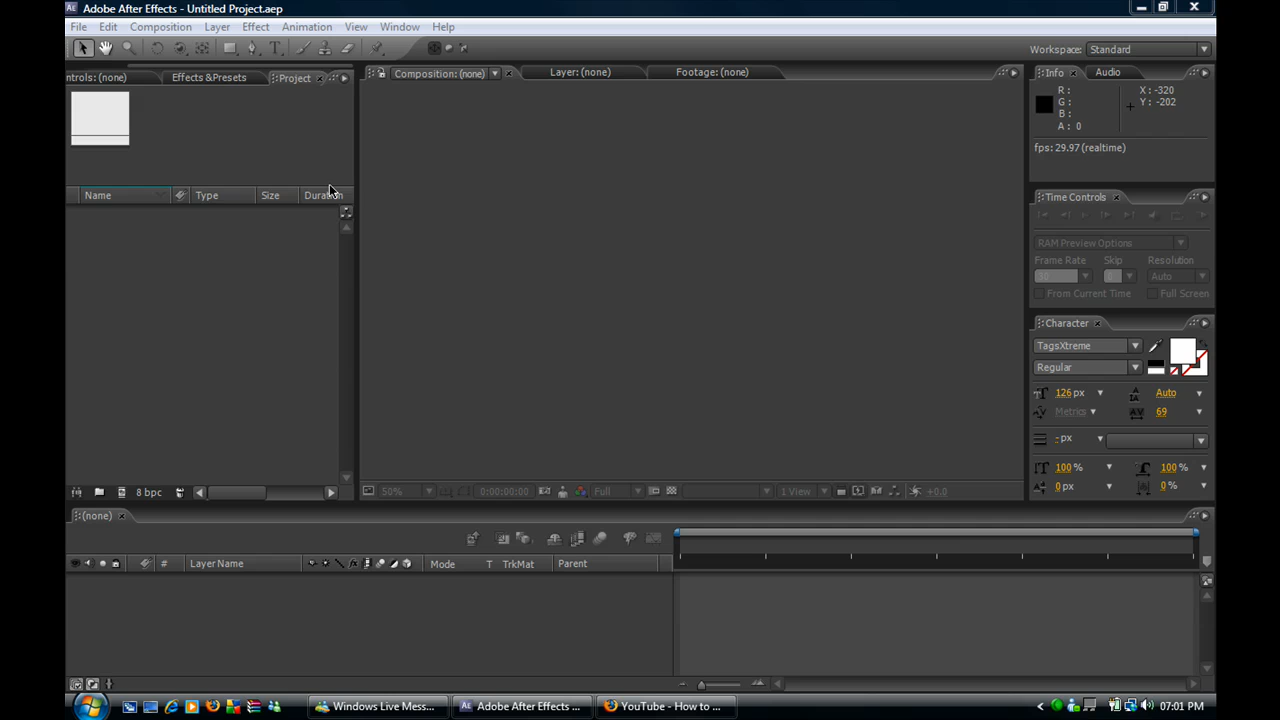 Adobe After Effects - Untitled Project.aep
File Edit Composition Layer Effect Animation View Window Help
Workspace: Standard
ntrols: (none) Effects & Presets Project
Composition: (none) Layer: (none) Footage: (none)
Info Audio
R :
G :
B :
A : 0
X : -320
Y : -202
fps: 29.97 (realtime)
Name Type Size Duration
Time Controls
RAM Preview Options
Frame Rate Skip Resolution
30 0 Auto
From Current Time Full Screen
Character
TagsXtreme
Regular
126 px Auto
Metrics 69
- px
100 % 100 %
0 px 0 %
8 bpc
50% 0:00:00:00 Full 1 View +0.0
(none)
# Layer Name Mode T TrkMat Parent
Windows Live Mess... Adobe After Effects ... YouTube - How to ... 07:01 PM